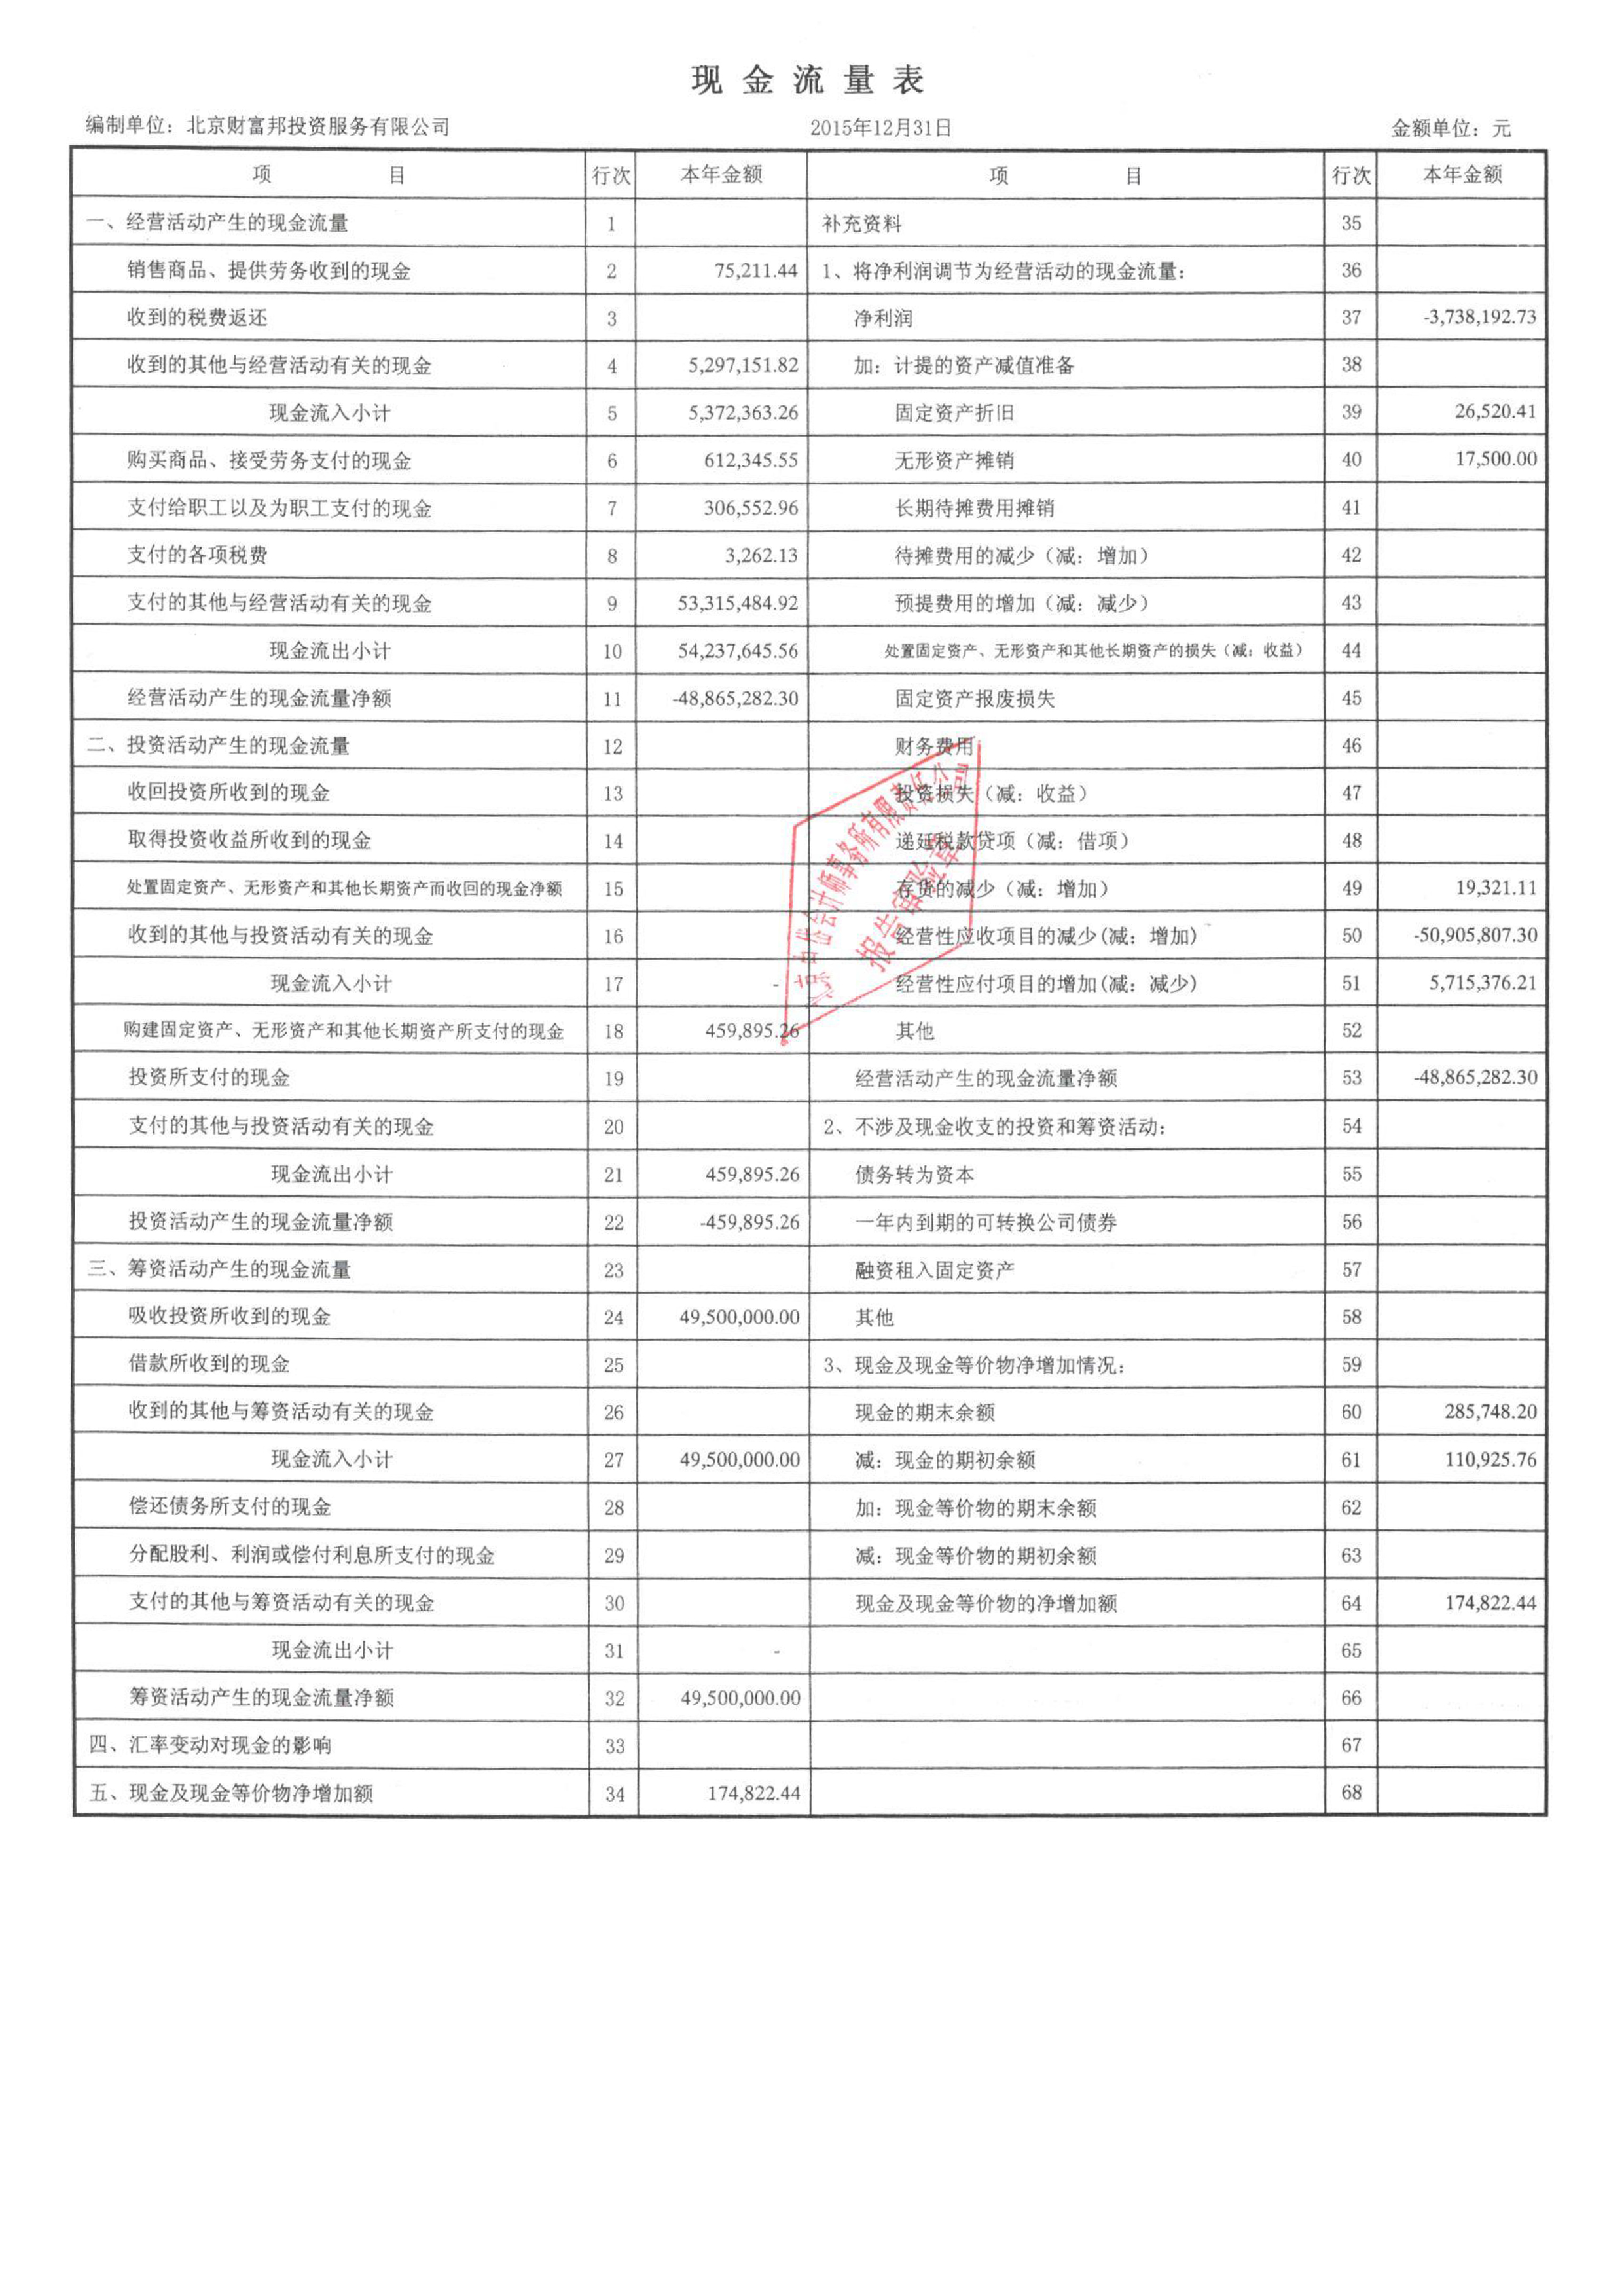 现金流量表
编制单位：北京财富邦投资服务有限公司 2015年12月31日 金额单位：元
项 目 行次 本年金额 项 目 行次 本年金额
一、经营活动产生的现金流量 1 补充资料 35
销售商品、提供劳务收到的现金 2 75,211.44 1、将净利润调节为经营活动的现金流量： 36
收到的税费返还 3 净利润 37 -3,738,192.73
收到的其他与经营活动有关的现金 4 5,297,151.82 加：计提的资产减值准备 38
现金流入小计 5 5,372,363.26 固定资产折旧 39 26,520.41
购买商品、接受劳务支付的现金 6 612,345.55 无形资产摊销 40 17,500.00
支付给职工以及为职工支付的现金 7 306,552.96 长期待摊费用摊销 41
支付的各项税费 8 3,262.13 待摊费用的减少（减：增加） 42
支付的其他与经营活动有关的现金 9 53,315,484.92 预提费用的增加（减：减少） 43
现金流出小计 10 54,237,645.56 处置固定资产、无形资产和其他长期资产的损失（减：收益） 44
经营活动产生的现金流量净额 11 -48,865,282.30 固定资产报废损失 45
二、投资活动产生的现金流量 12 财务费用 46
收回投资所收到的现金 13 投资损失（减：收益） 47
取得投资收益所收到的现金 14 递延税款贷项（减：借项） 48
处置固定资产、无形资产和其他长期资产而收回的现金净额 15 存货的减少（减：增加） 49 19,321.11
收到的其他与投资活动有关的现金 16 经营性应收项目的减少(减：增加) 50 -50,905,807.30
现金流入小计 17 - 经营性应付项目的增加(减：减少) 51 5,715,376.21
购建固定资产、无形资产和其他长期资产所支付的现金 18 459,895.26 其他 52
投资所支付的现金 19 经营活动产生的现金流量净额 53 -48,865,282.30
支付的其他与投资活动有关的现金 20 2、不涉及现金收支的投资和筹资活动： 54
现金流出小计 21 459,895.26 债务转为资本 55
投资活动产生的现金流量净额 22 -459,895.26 一年内到期的可转换公司债券 56
三、筹资活动产生的现金流量 23 融资租入固定资产 57
吸收投资所收到的现金 24 49,500,000.00 其他 58
借款所收到的现金 25 3、现金及现金等价物净增加情况： 59
收到的其他与筹资活动有关的现金 26 现金的期末余额 60 285,748.20
现金流入小计 27 49,500,000.00 减：现金的期初余额 61 110,925.76
偿还债务所支付的现金 28 加：现金等价物的期末余额 62
分配股利、利润或偿付利息所支付的现金 29 减：现金等价物的期初余额 63
支付的其他与筹资活动有关的现金 30 现金及现金等价物的净增加额 64 174,822.44
现金流出小计 31 - 65
筹资活动产生的现金流量净额 32 49,500,000.00 66
四、汇率变动对现金的影响 33 67
五、现金及现金等价物净增加额 34 174,822.44 68
会计师事务所有限责任公司
报告审验章